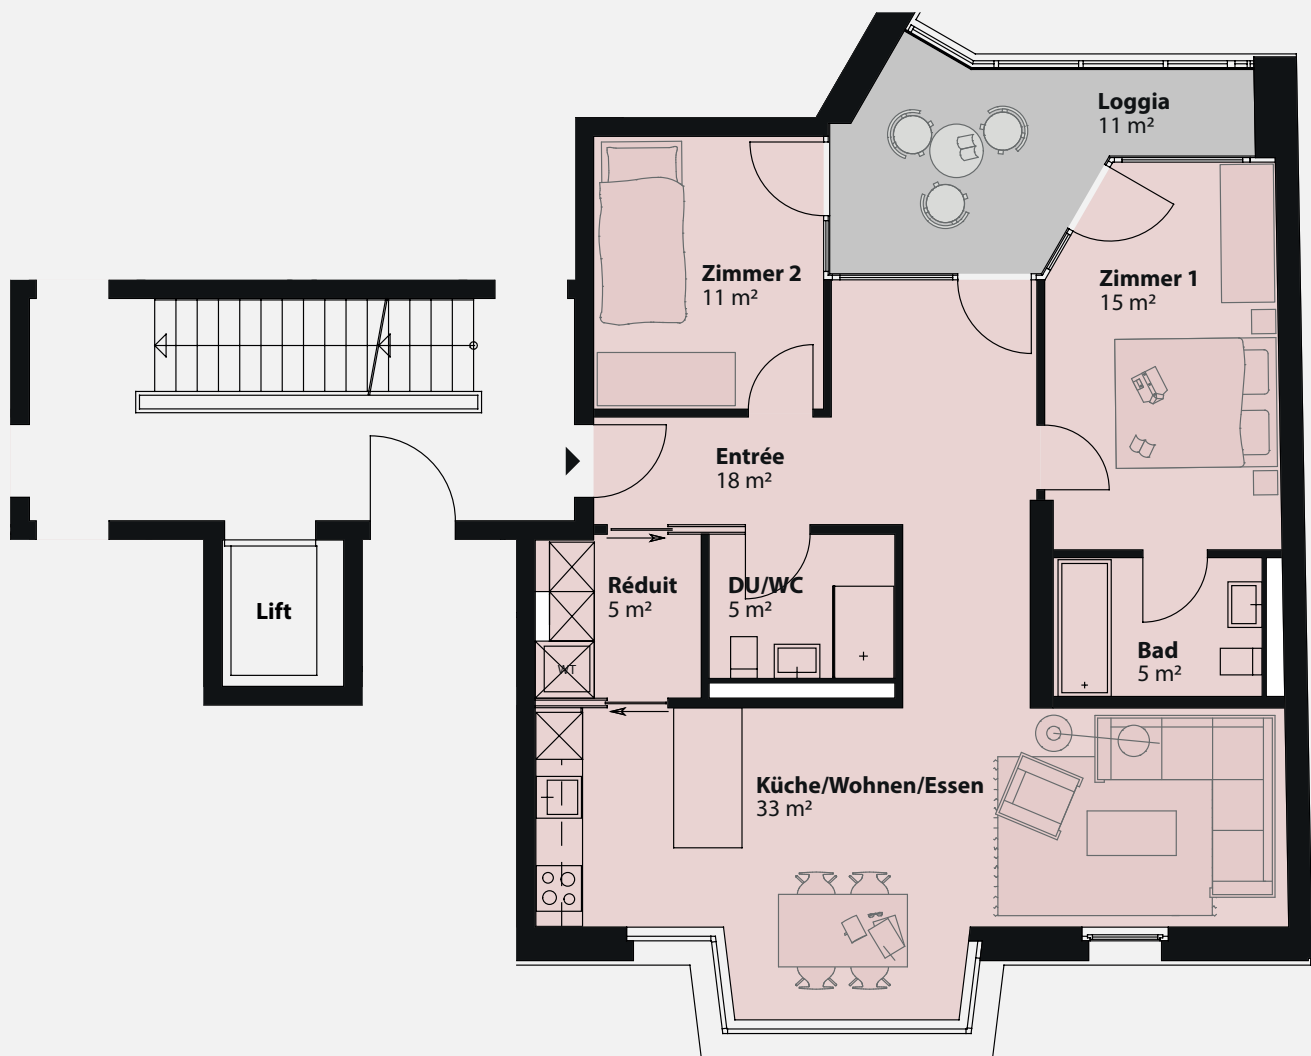 Loggia
11 m²
Zimmer 2
11 m²
Zimmer 1
15 m²
Entrée
18 m²
Réduit
5 m²
DU/WC
5 m²
Lift
WT
Bad
5 m²
Küche/Wohnen/Essen
33 m²